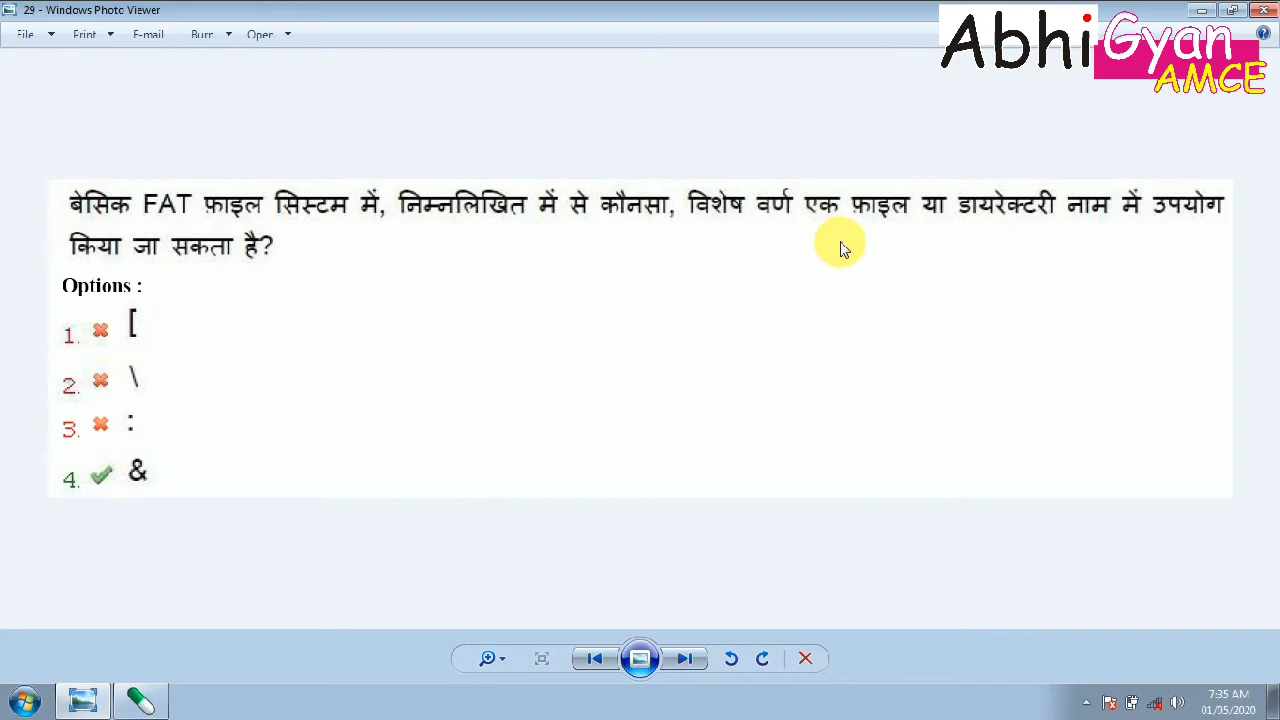 29 - Windows Photo Viewer
File Print E-mail Burn Open
AbhiGyan
AMCE
बेसिक FAT फ़ाइल सिस्टम में, निम्नलिखित में से कौनसा, विशेष वर्ण एक फ़ाइल या डायरेक्टरी नाम में उपयोग
किया जा सकता है?
Options :
1. [
2. \
3. :
4. &
7:35 AM
01/05/2020